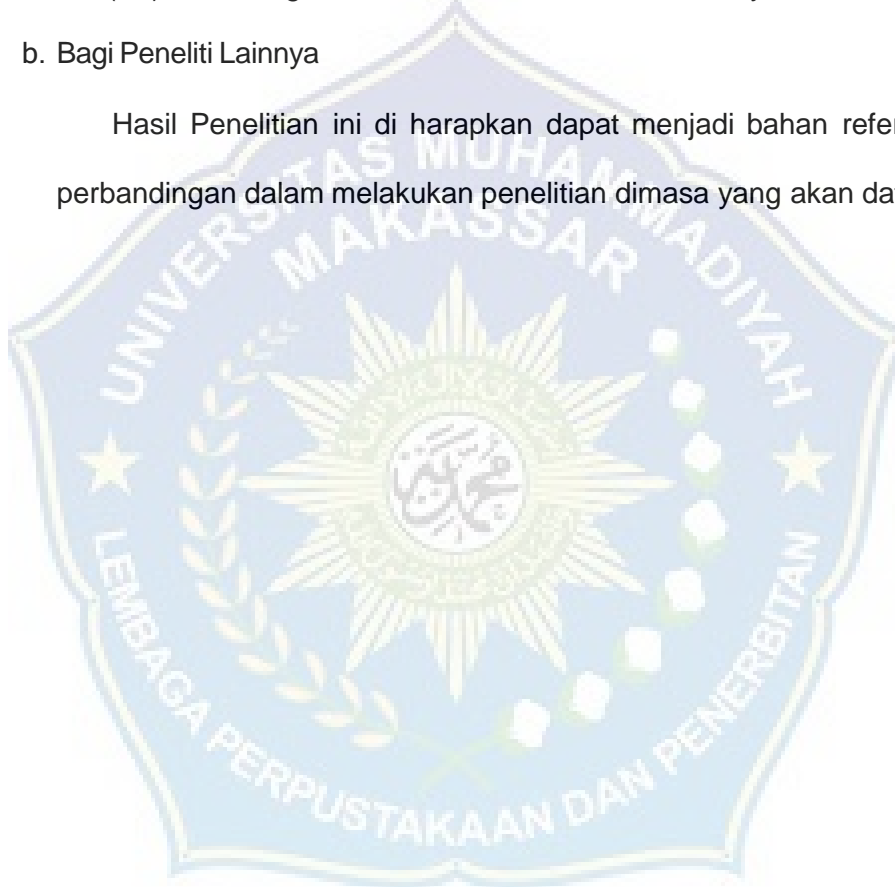 b. Bagi Peneliti Lainnya
Hasil Penelitian ini di harapkan dapat menjadi bahan refer
perbandingan dalam melakukan penelitian dimasa yang akan da
UNIVERSITAS MUHAMMADIYAH
MAKASSAR
محمدية
LEMBAGA PERPUSTAKAAN DAN PENERBITAN